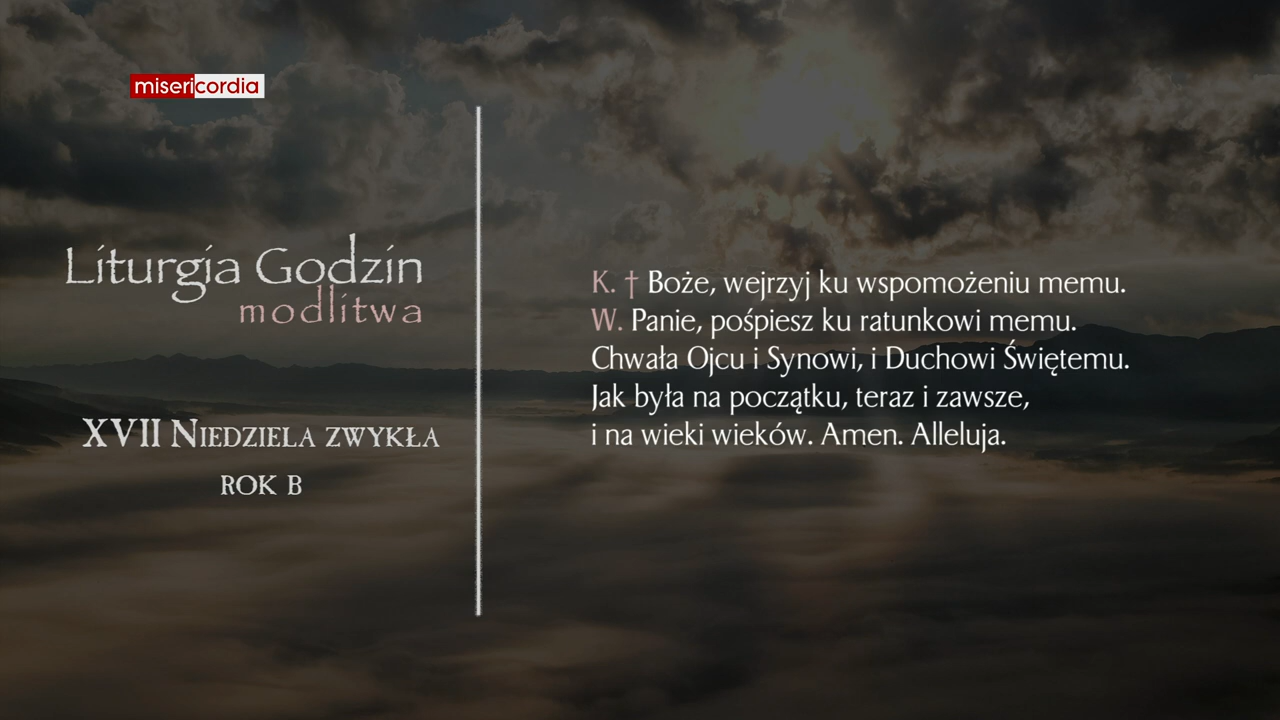 misericordia
Liturgia Godzin
modlitwa
XVII Niedziela zwykła
rok B
K. † Boże, wejrzyj ku wspomożeniu memu.
W. Panie, pośpiesz ku ratunkowi memu.
Chwała Ojcu i Synowi, i Duchowi Świętemu.
Jak była na początku, teraz i zawsze,
i na wieki wieków. Amen. Alleluja.